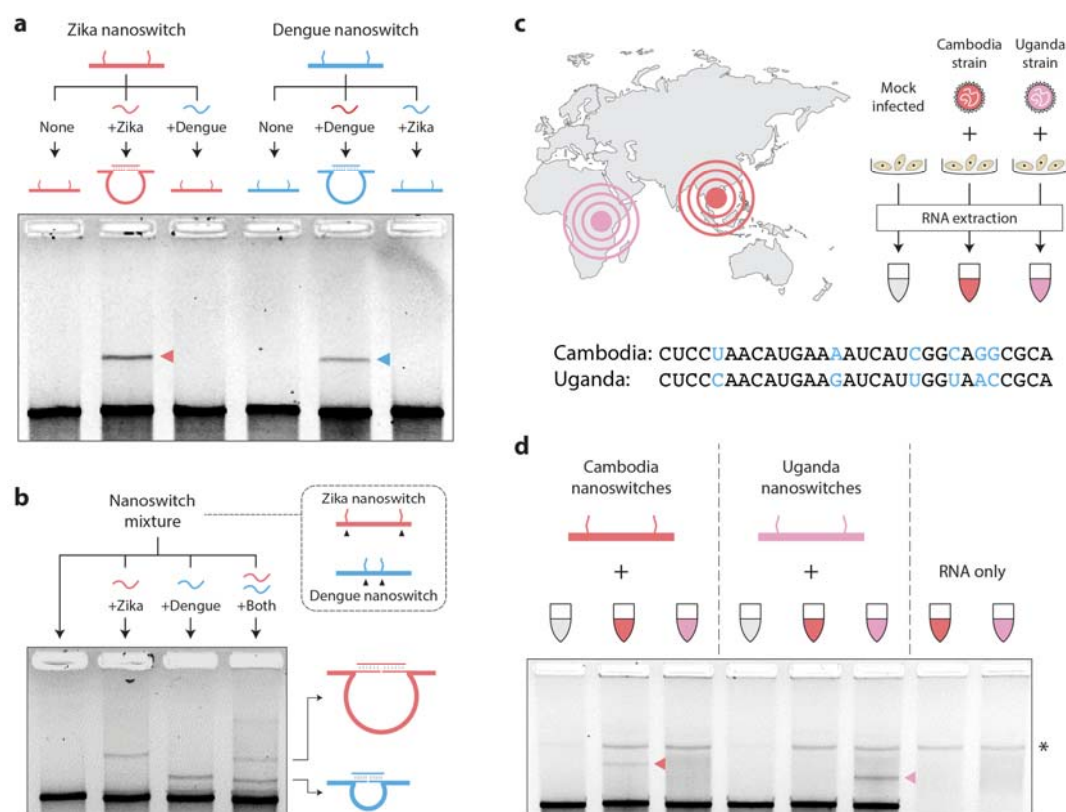 a
Zika nanoswitch
Dengue nanoswitch
None
+Zika
+Dengue
None
+Dengue
+Zika
b
Nanoswitch
mixture
+Zika
+Dengue
+Both
Zika nanoswitch
Dengue nanoswitch
c
Mock
infected
Cambodia
strain
+
Uganda
strain
+
RNA extraction
Cambodia: CUCCUAACAUGAAAAUCAUCGGCAGGCGCA
Uganda: CUCCCAACAUGAAGAUCAUUGGUAACCGCA
d
Cambodia
nanoswitches
+
Uganda
nanoswitches
+
RNA only
*